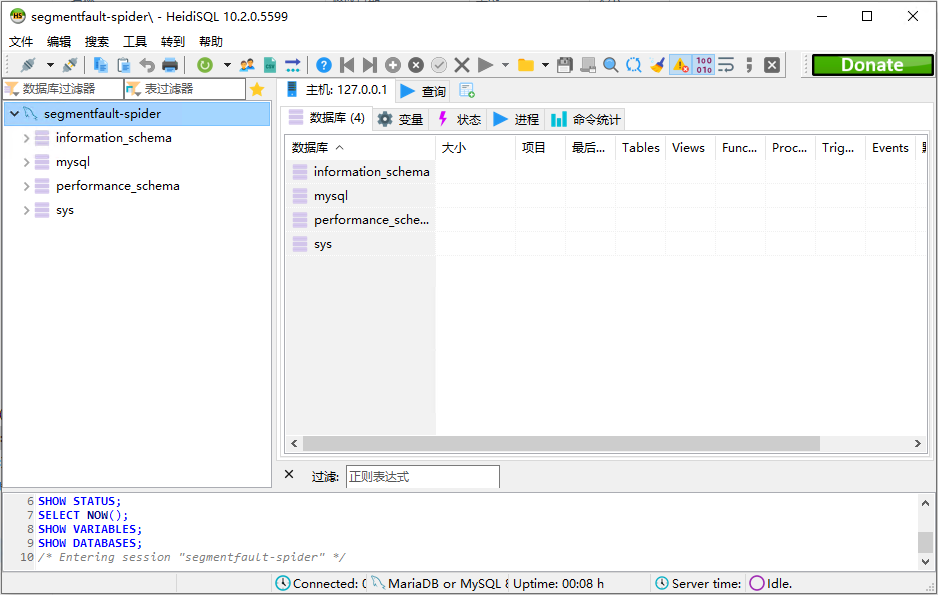 segmentfault-spider\ - HeidiSQL 10.2.0.5599
文件 编辑 搜索 工具 转到 帮助
Donate
数据库过滤器 表过滤器
主机: 127.0.0.1 查询
segmentfault-spider
information_schema
mysql
performance_schema
sys
数据库 (4) 变量 状态 进程 命令统计
数据库 大小 项目 最后... Tables Views Func... Proc... Trig... Events
information_schema
mysql
performance_sche...
sys
过滤: 正则表达式
6 SHOW STATUS;
7 SELECT NOW();
8 SHOW VARIABLES;
9 SHOW DATABASES;
10 /* Entering session "segmentfault-spider" */
Connected: 0 MariaDB or MySQL 8 Uptime: 00:08 h Server time: Idle.